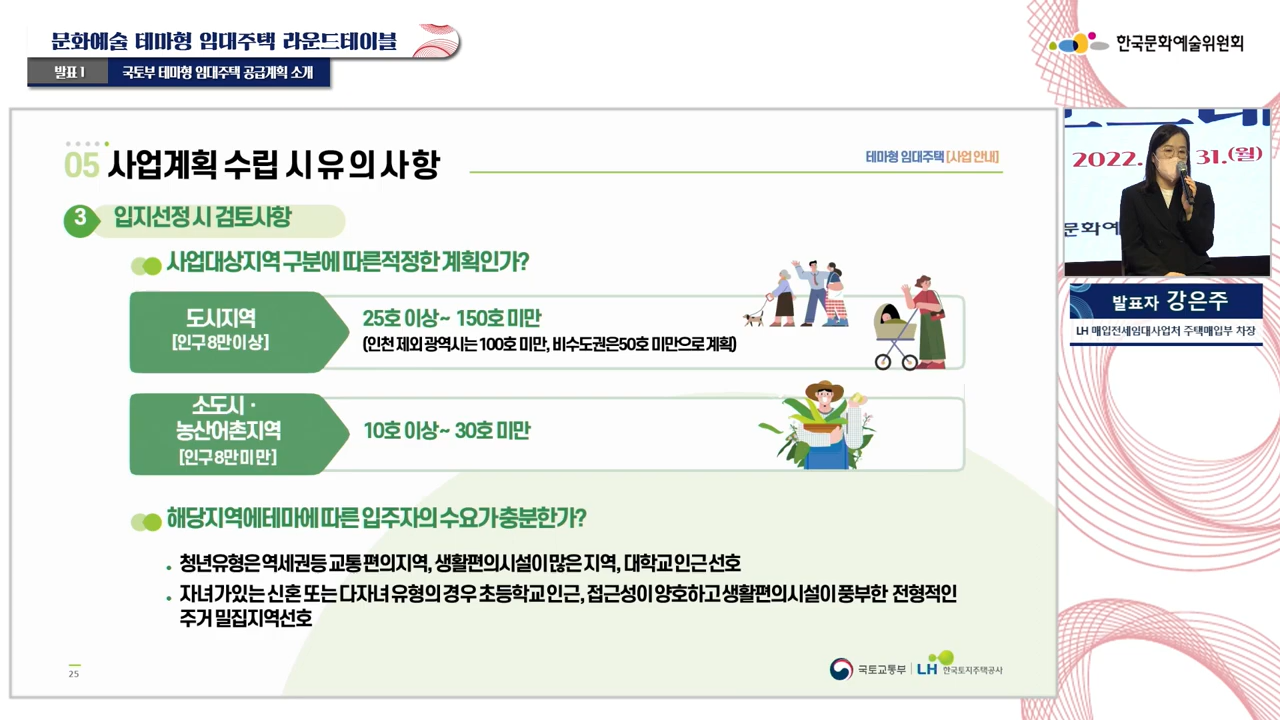 문화예술 테마형 임대주택 라운드테이블
발표 1
국토부 테마형 임대주택 공급계획 소개
한국문화예술위원회
05 사업계획 수립 시 유의사항
테마형 임대주택 [사업 안내]
3 입지선정 시 검토사항
사업대상지역 구분에 따른 적정한 계획인가?
도시지역
[인구 8만 이상]
25호 이상 ~ 150호 미만
(인천 제외 광역시는 100호 미만, 비수도권은 50호 미만으로 계획)
소도시 ·
농산어촌지역
[인구 8만 미만]
10호 이상 ~ 30호 미만
해당지역에 테마에 따른 입주자의 수요가 충분한가?
• 청년유형은 역세권 등 교통 편의지역, 생활편의시설이 많은 지역, 대학교 인근 선호
• 자녀가 있는 신혼 또는 다자녀 유형의 경우 초등학교 인근, 접근성이 양호하고 생활편의시설이 풍부한 전형적인
주거 밀집지역 선호
25
국토교통부
LH 한국토지주택공사
2022.
31.(월)
문화예
발표자 강은주
LH 매입전세임대사업처 주택매입부 차장